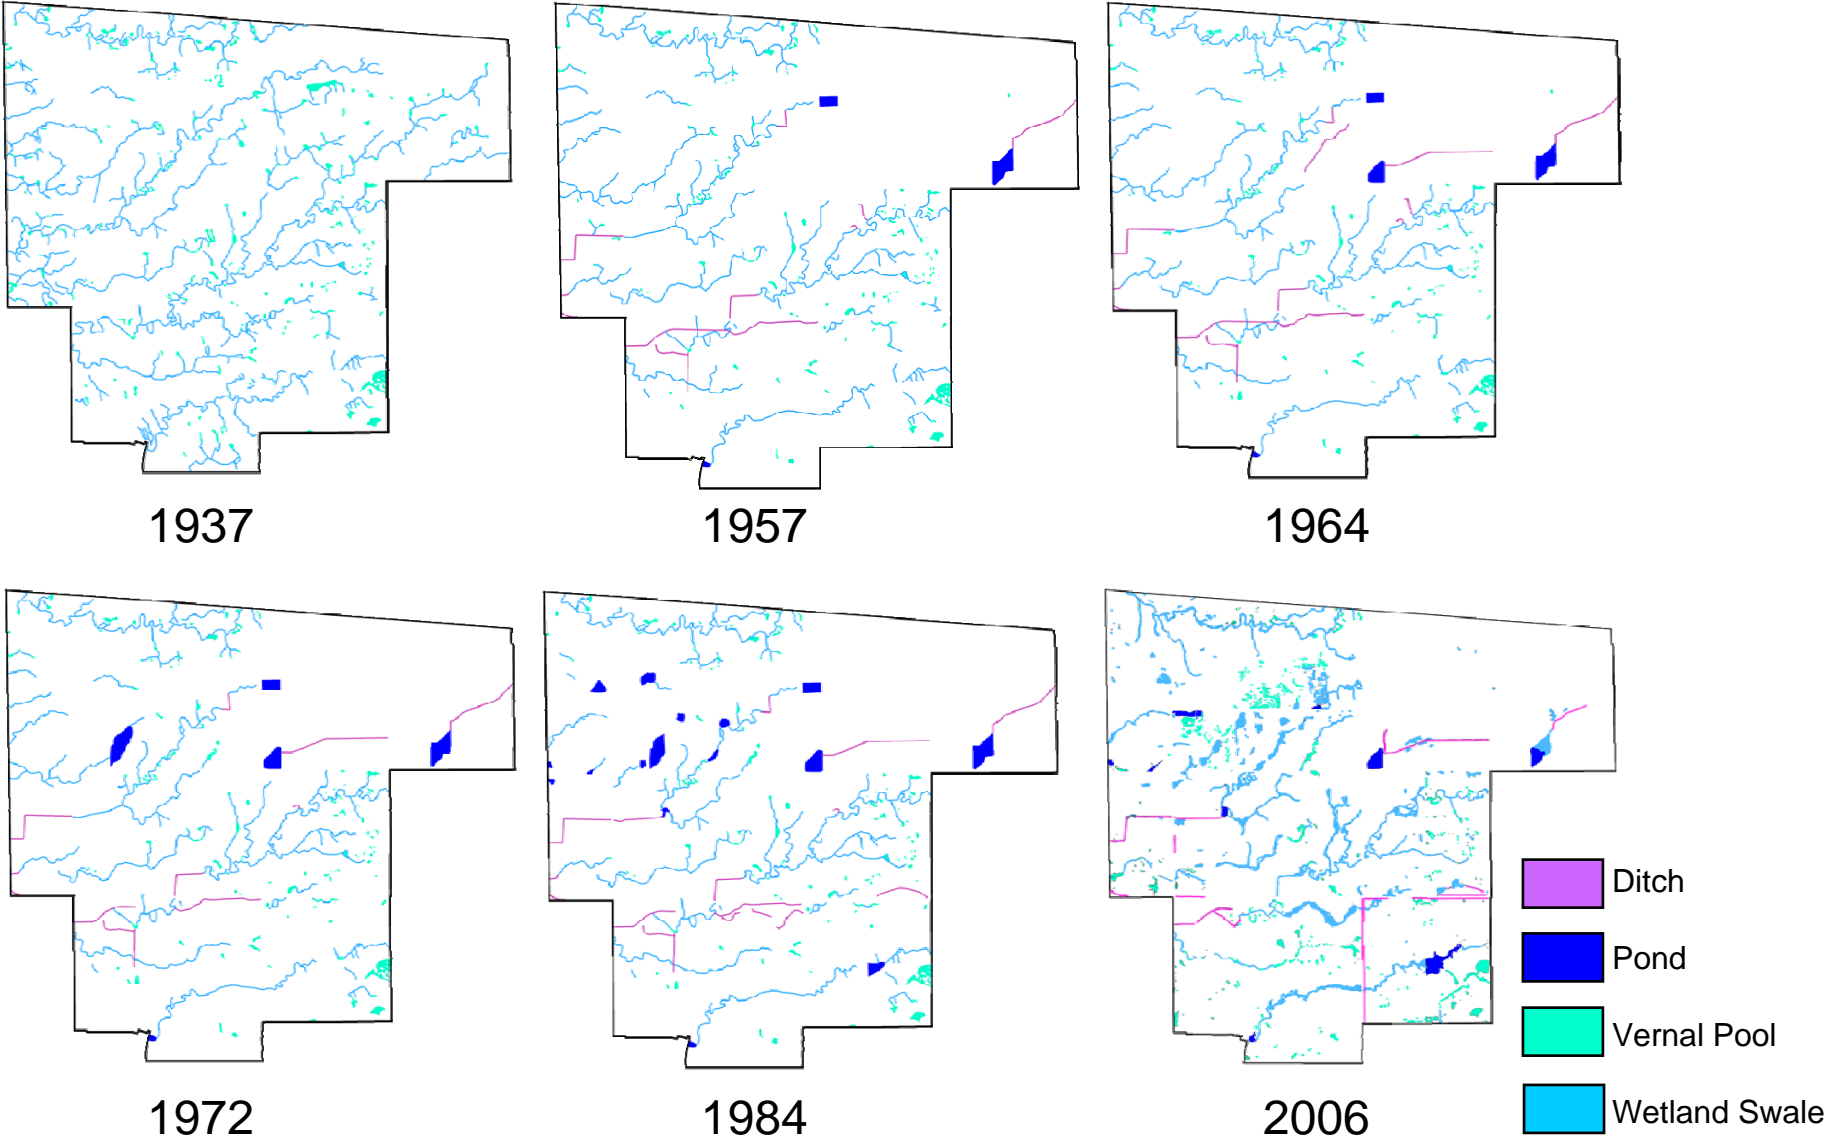 1937
1957
1964
1972
1984
2006
Ditch
Pond
Vernal Pool
Wetland Swale